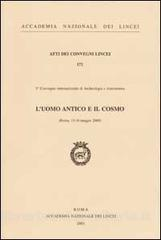 ACCADEMIA NAZIONALE DEI LINCEI
ATTI DEI CONVEGNI LINCEI
171
3° Convegno internazionale di Archeologia e Astronomia
L'UOMO ANTICO E IL COSMO
(Roma, 15-16 maggio 2000)
ROMA
ACCADEMIA NAZIONALE DEI LINCEI
2001